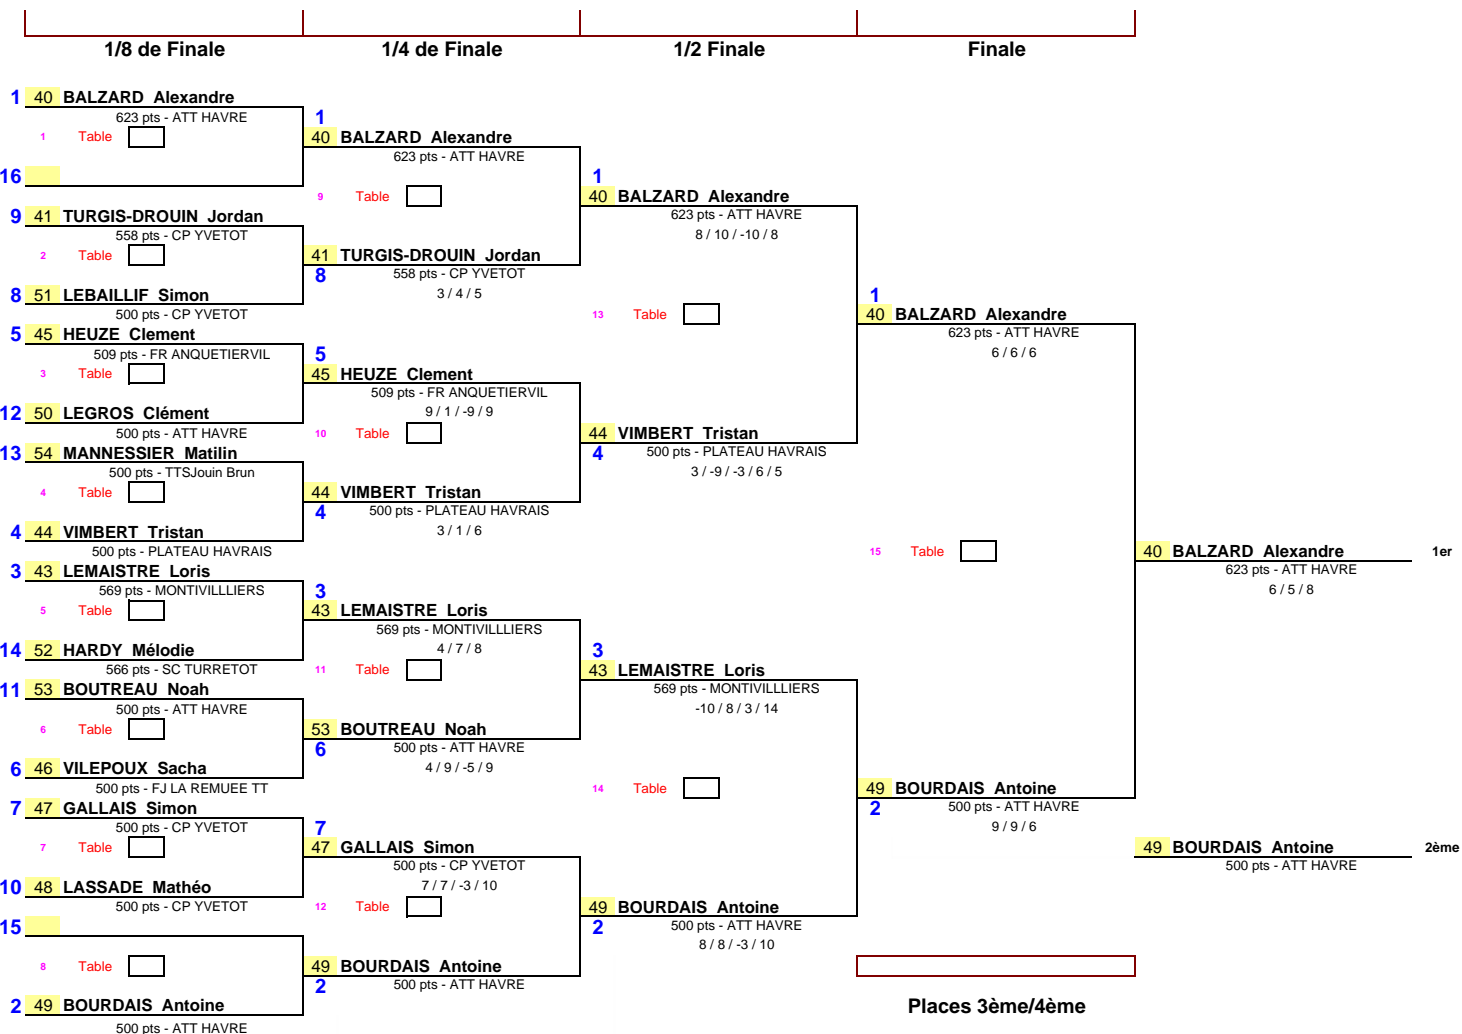 1/8 de Finale
1/4 de Finale
1/2 Finale
Finale
1 40 BALZARD Alexandre
623 pts - ATT HAVRE
1 Table
16
9 41 TURGIS-DROUIN Jordan
558 pts - CP YVETOT
2 Table
8 51 LEBAILLIF Simon
500 pts - CP YVETOT
5 45 HEUZE Clement
509 pts - FR ANQUETIERVIL
3 Table
12 50 LEGROS Clément
500 pts - ATT HAVRE
13 54 MANNESSIER Matilin
500 pts - TTSJouin Brun
4 Table
4 44 VIMBERT Tristan
500 pts - PLATEAU HAVRAIS
3 43 LEMAISTRE Loris
569 pts - MONTIVILLLIERS
5 Table
14 52 HARDY Mélodie
566 pts - SC TURRETOT
11 53 BOUTREAU Noah
500 pts - ATT HAVRE
6 Table
6 46 VILEPOUX Sacha
500 pts - FJ LA REMUEE TT
7 47 GALLAIS Simon
500 pts - CP YVETOT
7 Table
10 48 LASSADE Mathéo
500 pts - CP YVETOT
15
8 Table
2 49 BOURDAIS Antoine
500 pts - ATT HAVRE
1
40 BALZARD Alexandre
623 pts - ATT HAVRE
9 Table
41 TURGIS-DROUIN Jordan
8
558 pts - CP YVETOT
3 / 4 / 5
5
45 HEUZE Clement
509 pts - FR ANQUETIERVIL
9 / 1 / -9 / 9
10 Table
44 VIMBERT Tristan
4
500 pts - PLATEAU HAVRAIS
3 / 1 / 6
3
43 LEMAISTRE Loris
569 pts - MONTIVILLLIERS
4 / 7 / 8
11 Table
53 BOUTREAU Noah
6
500 pts - ATT HAVRE
4 / 9 / -5 / 9
7
47 GALLAIS Simon
500 pts - CP YVETOT
7 / 7 / -3 / 10
12 Table
49 BOURDAIS Antoine
2
500 pts - ATT HAVRE
1
40 BALZARD Alexandre
623 pts - ATT HAVRE
8 / 10 / -10 / 8
13 Table
44 VIMBERT Tristan
4
500 pts - PLATEAU HAVRAIS
3 / -9 / -3 / 6 / 5
3
43 LEMAISTRE Loris
569 pts - MONTIVILLLIERS
-10 / 8 / 3 / 14
14 Table
49 BOURDAIS Antoine
2
500 pts - ATT HAVRE
8 / 8 / -3 / 10
1
40 BALZARD Alexandre
623 pts - ATT HAVRE
6 / 6 / 6
15 Table
49 BOURDAIS Antoine
2
500 pts - ATT HAVRE
9 / 9 / 6
40 BALZARD Alexandre 1er
623 pts - ATT HAVRE
6 / 5 / 8
49 BOURDAIS Antoine 2ème
500 pts - ATT HAVRE
Places 3ème/4ème